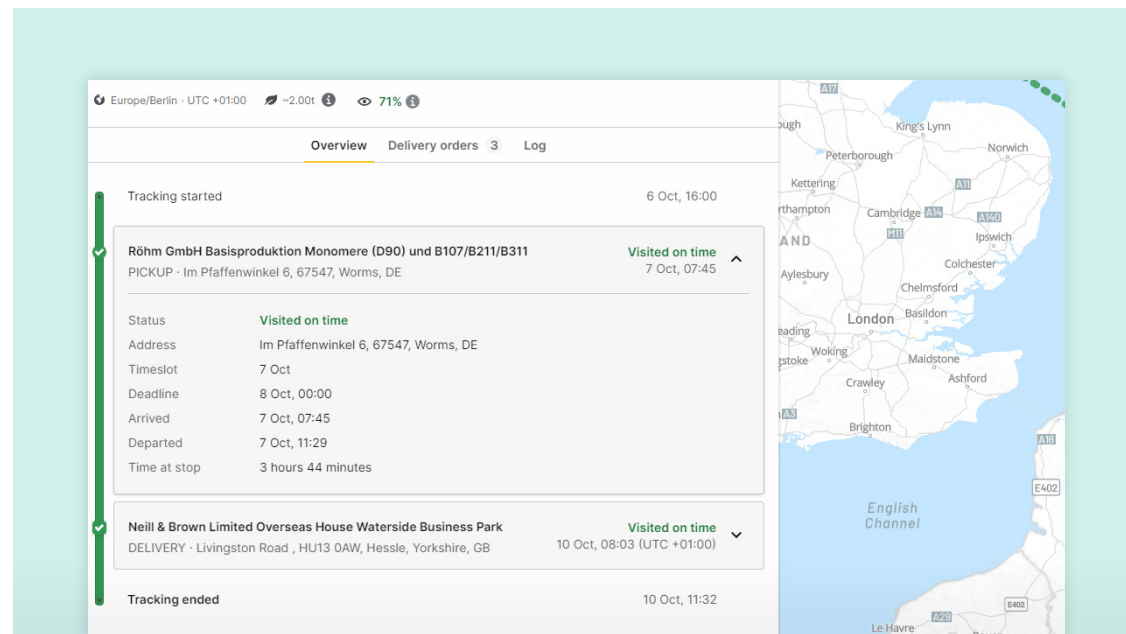 Europe/Berlin · UTC +01:00 ~2.00t 71%
Overview Delivery orders 3 Log
Tracking started 6 Oct, 16:00
Röhm GmbH Basisproduktion Monomere (D90) und B107/B211/B311 Visited on time
PICKUP · Im Pfaffenwinkel 6, 67547, Worms, DE 7 Oct, 07:45
Status Visited on time
Address Im Pfaffenwinkel 6, 67547, Worms, DE
Timeslot 7 Oct
Deadline 8 Oct, 00:00
Arrived 7 Oct, 07:45
Departed 7 Oct, 11:29
Time at stop 3 hours 44 minutes
Neill & Brown Limited Overseas House Waterside Business Park Visited on time
DELIVERY · Livingston Road , HU13 0AW, Hessle, Yorkshire, GB 10 Oct, 08:03 (UTC +01:00)
Tracking ended 10 Oct, 11:32
A17
ough King's Lynn
Norwich
Peterborough
Kettering A11
rthampton Cambridge A14 A140
AND M11 Ipswich
Aylesbury Colchester
Chelmsford
London Basildon
eading
Woking Maidstone
gstoke
Crawley Ashford
A3
Brighton
A16
E402
English
Channel
E402
A29
Le Havre